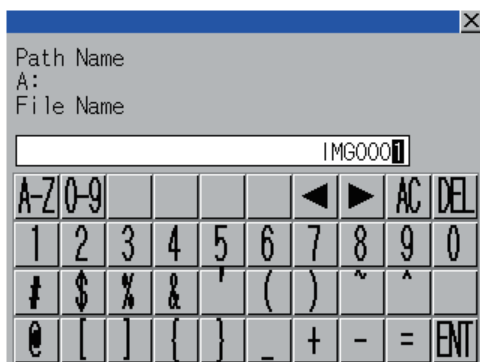 ×
Path Name
A:
File Name
IMG0001
A-Z 0-9 ◀ ▶ AC DEL
1 2 3 4 5 6 7 8 9 0
# $ % & ' ( ) ~ ^
@ [ ] { } _ + - = ENT